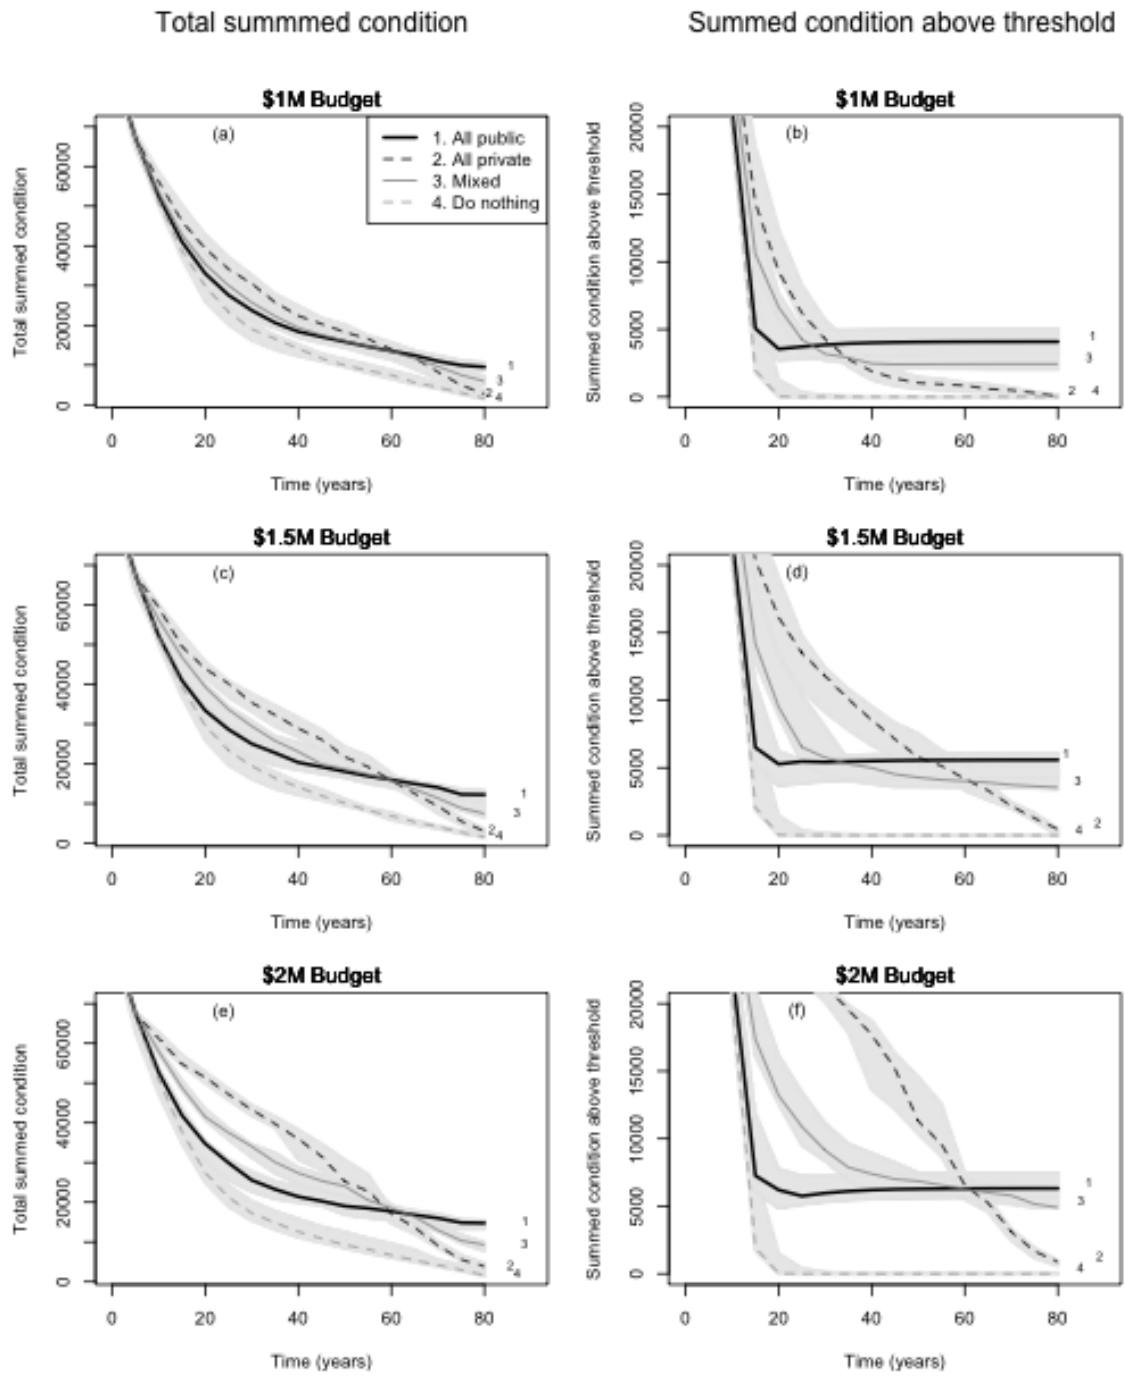 Total summmed condition
Summed condition above threshold
$1M Budget
(a)
1. All public
2. All private
3. Mixed
4. Do nothing
Total summed condition
0 20000 40000 60000
1
3
2
4
0 20 40 60 80
Time (years)
$1M Budget
(b)
Summed condition above threshold
0 5000 10000 15000 20000
1
3
2 4
0 20 40 60 80
Time (years)
$1.5M Budget
(c)
Total summed condition
0 20000 40000 60000
1
3
2
4
0 20 40 60 80
Time (years)
$1.5M Budget
(d)
Summed condition above threshold
0 5000 10000 15000 20000
1
3
4 2
0 20 40 60 80
Time (years)
$2M Budget
(e)
Total summed condition
0 20000 40000 60000
1
3
2
4
0 20 40 60 80
Time (years)
$2M Budget
(f)
Summed condition above threshold
0 5000 10000 15000 20000
1
3
2
4
0 20 40 60 80
Time (years)